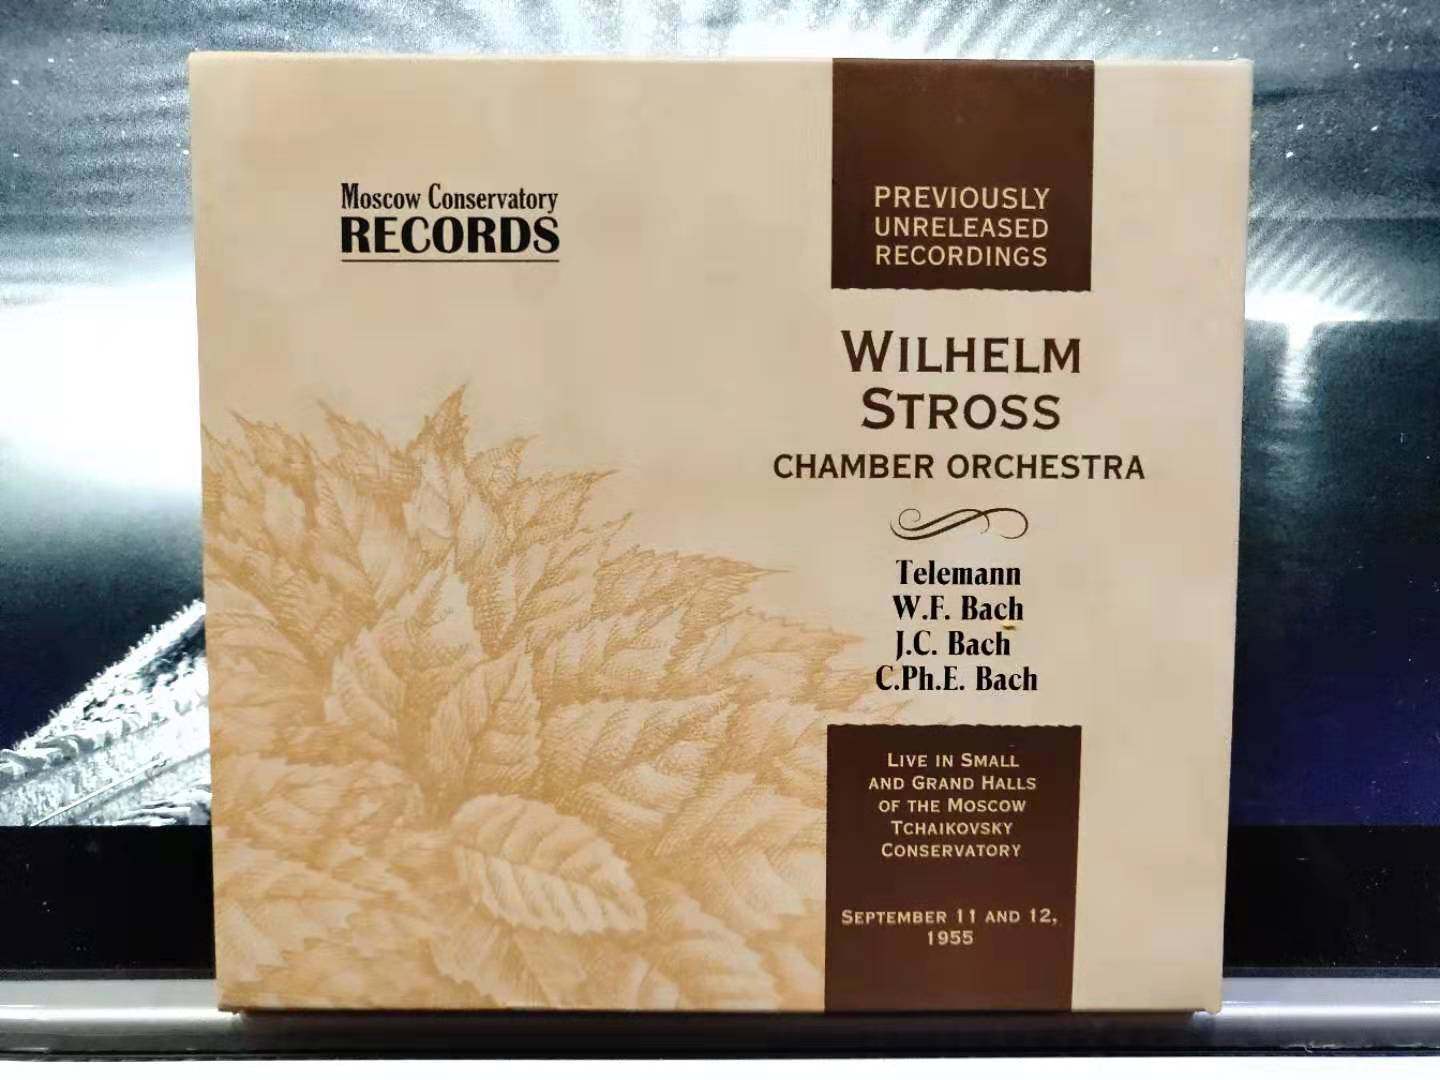 Moscow Conservatory
RECORDS
PREVIOUSLY
UNRELEASED
RECORDINGS
WILHELM
STROSS
CHAMBER ORCHESTRA
Telemann
W.F. Bach
J.C. Bach
C.Ph.E. Bach
LIVE IN SMALL
AND GRAND HALLS
OF THE MOSCOW
TCHAIKOVSKY
CONSERVATORY
SEPTEMBER 11 AND 12,
1955